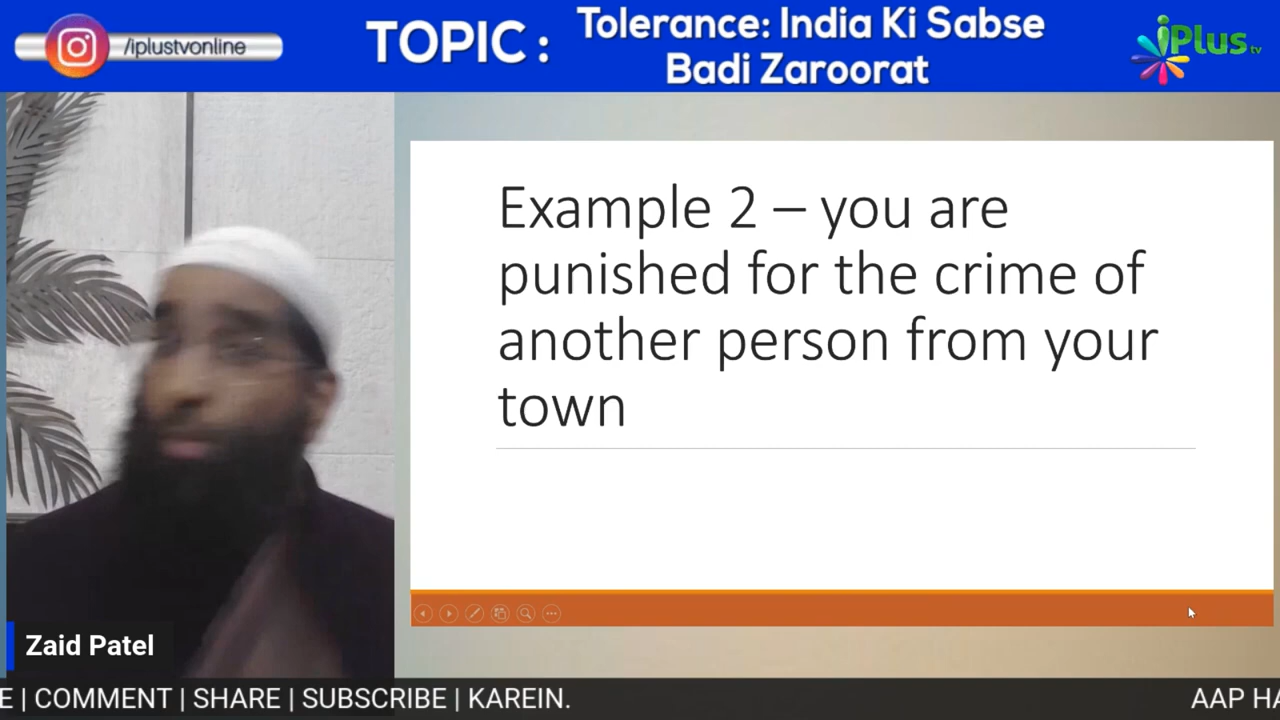 /iplustvonline
TOPIC :
Tolerance: India Ki Sabse
Badi Zaroorat
iPlus tv
Example 2 – you are
punished for the crime of
another person from your
town
Zaid Patel
E | COMMENT | SHARE | SUBSCRIBE | KAREIN.
AAP HA